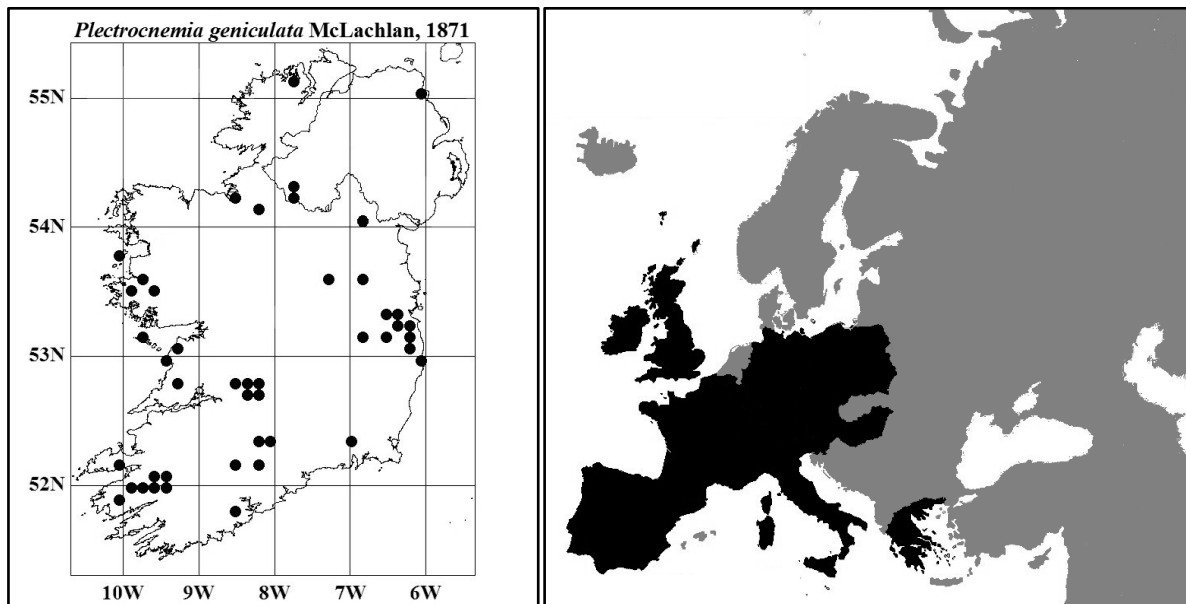 Plectrocnemia geniculata McLachlan, 1871
55N
54N
53N
52N
10W 9W 8W 7W 6W